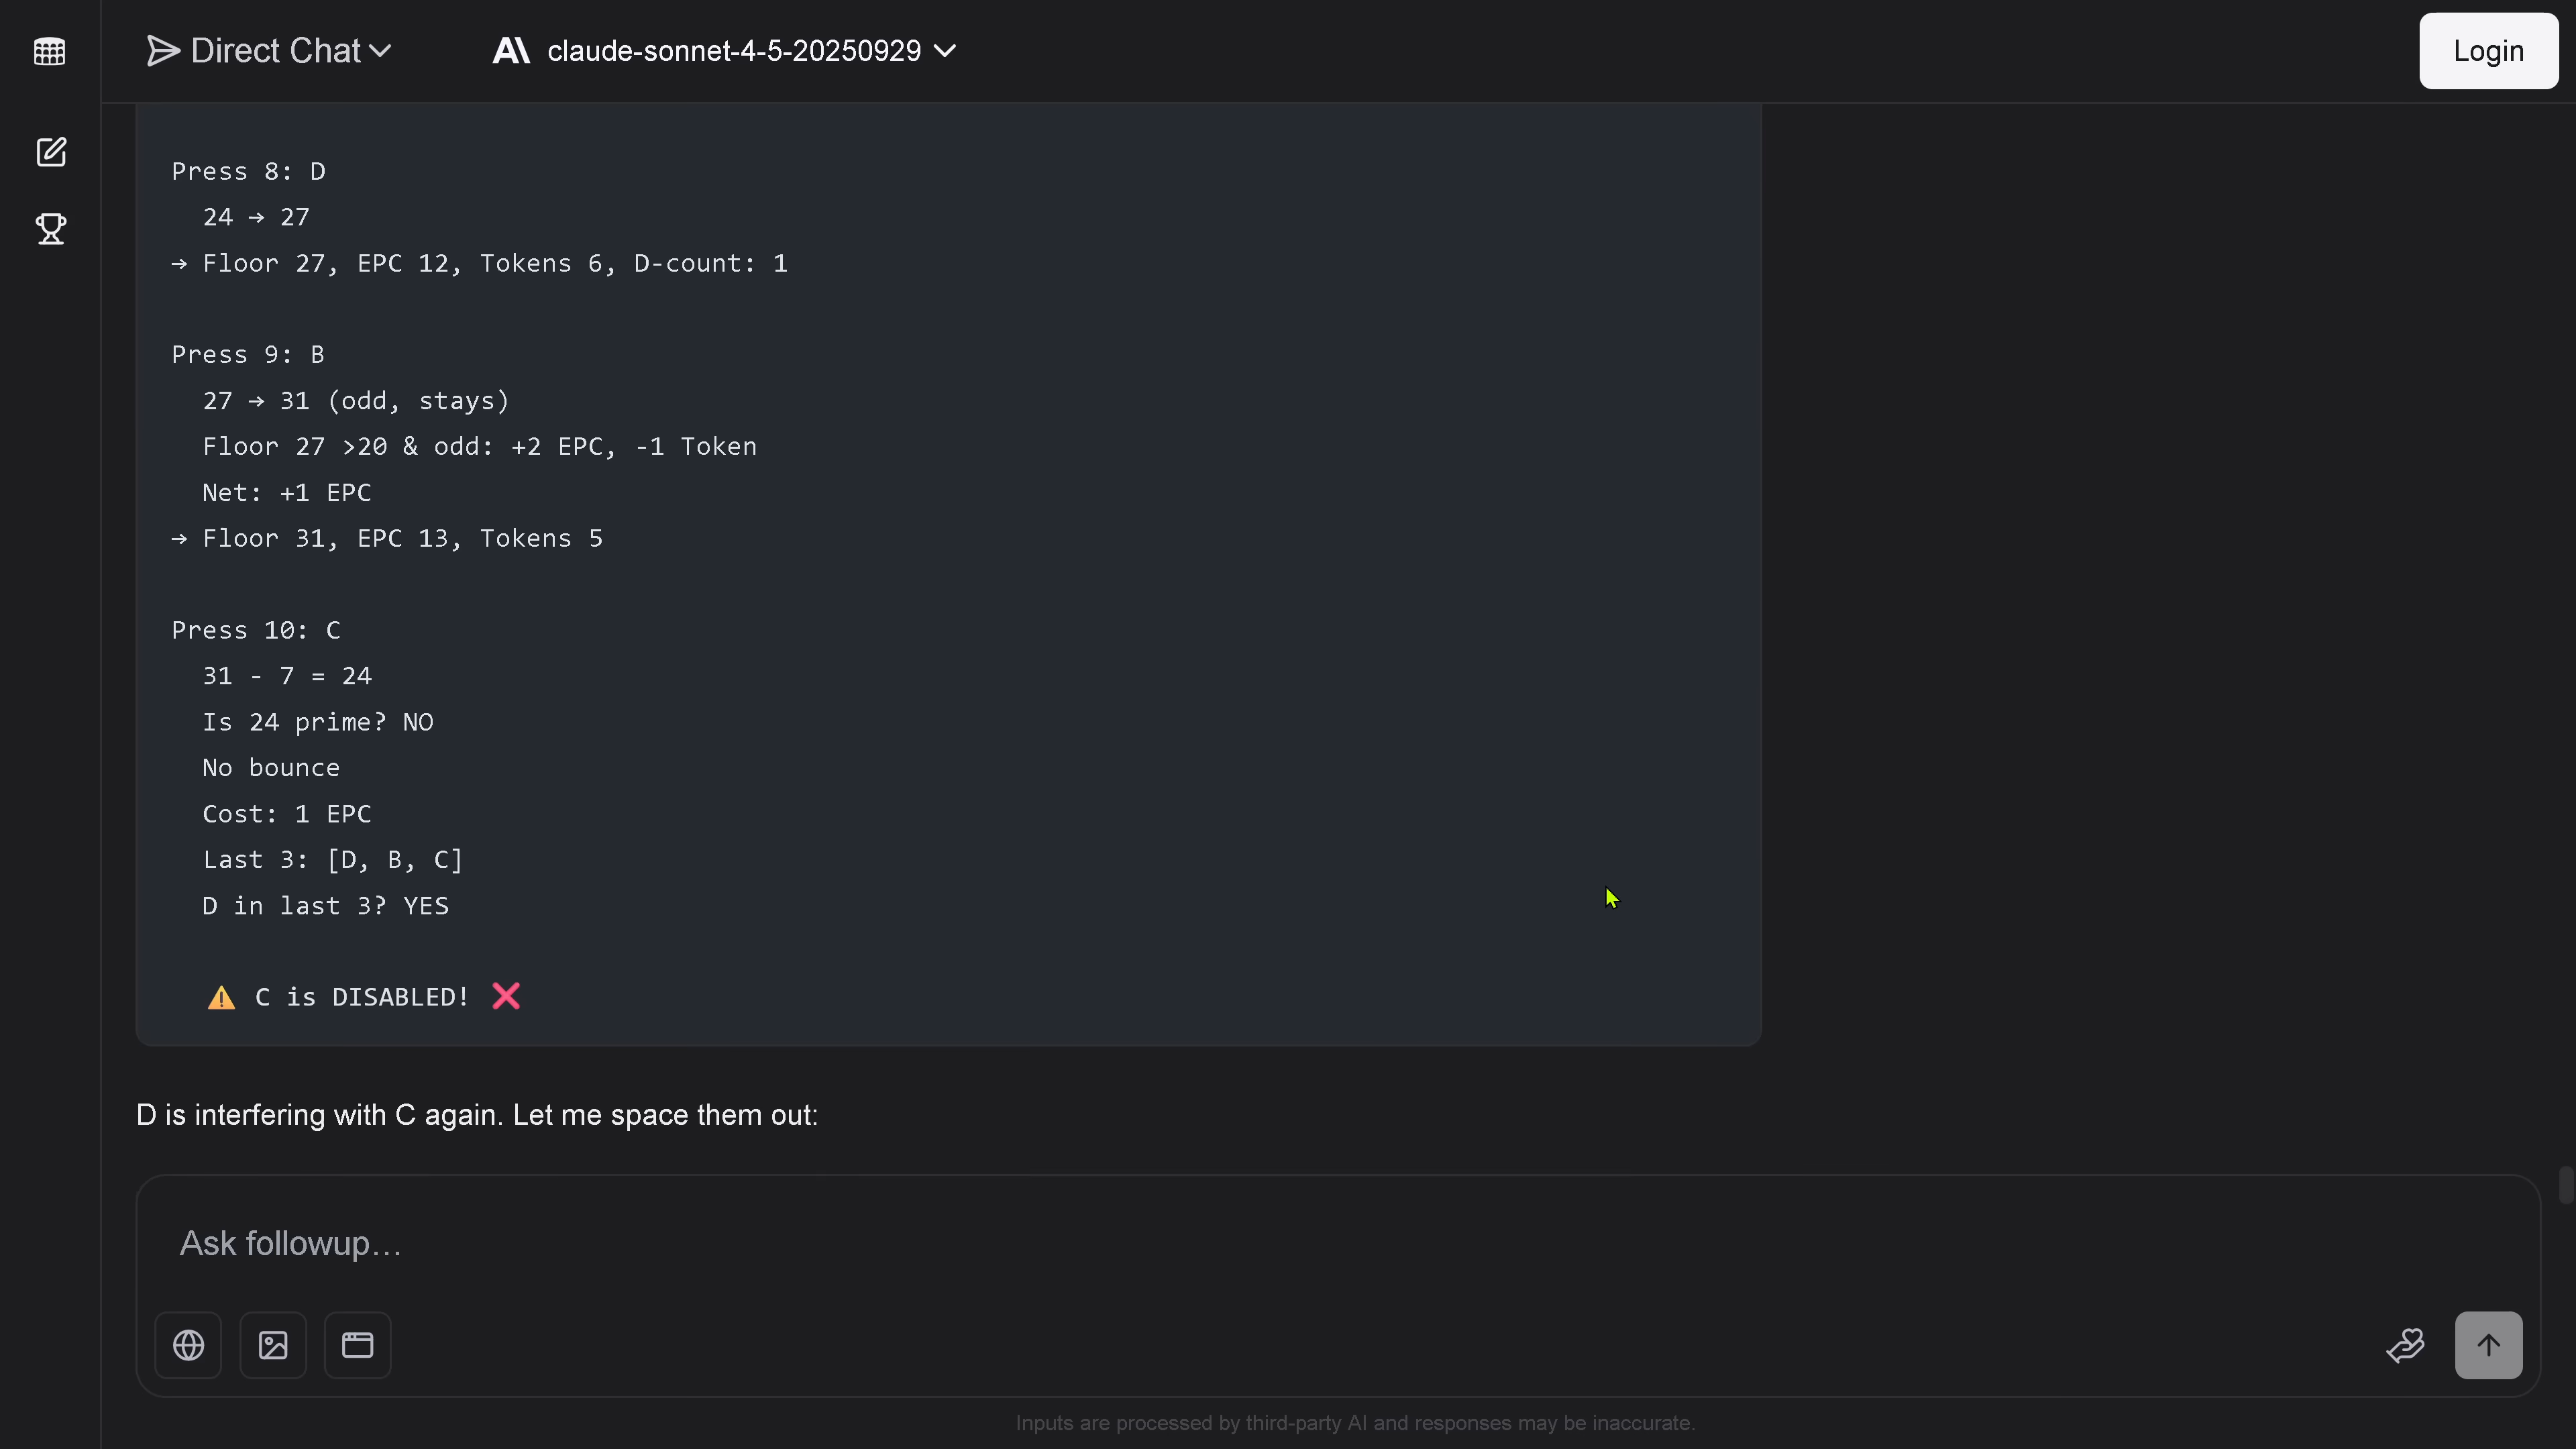 Direct Chat
claude-sonnet-4-5-20250929
Login
Press 8: D
24 → 27
→ Floor 27, EPC 12, Tokens 6, D-count: 1
Press 9: B
27 → 31 (odd, stays)
Floor 27 >20 & odd: +2 EPC, -1 Token
Net: +1 EPC
→ Floor 31, EPC 13, Tokens 5
Press 10: C
31 - 7 = 24
Is 24 prime? NO
No bounce
Cost: 1 EPC
Last 3: [D, B, C]
D in last 3? YES
⚠️ C is DISABLED! ❌
D is interfering with C again. Let me space them out:
Ask followup…
Inputs are processed by third-party AI and responses may be inaccurate.